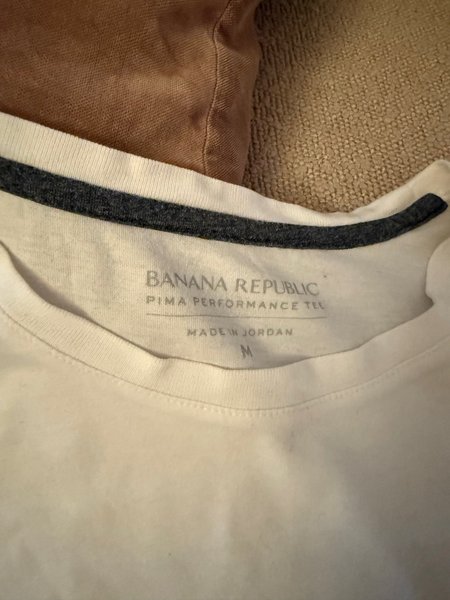 BANANA REPUBLIC
PIMA PERFORMANCE TEE
MADE IN JORDAN
M